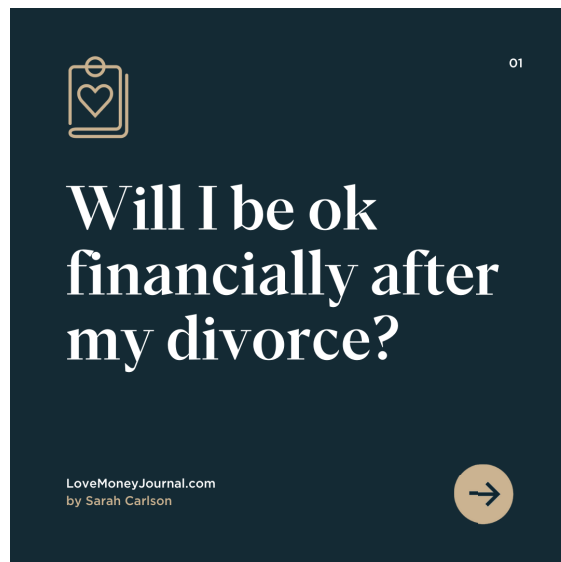 01
Will I be ok
financially after
my divorce?
LoveMoneyJournal.com
by Sarah Carlson